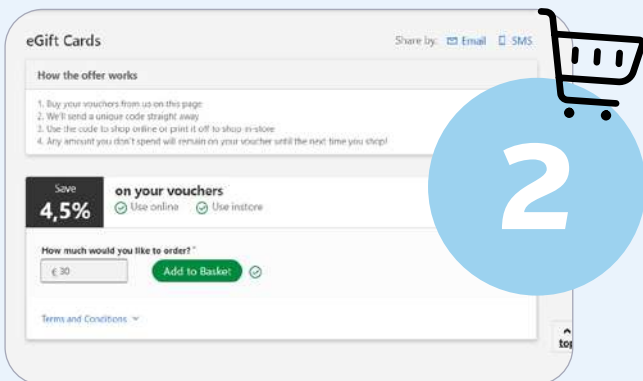 eGift Cards
Share by: Email SMS
How the offer works
1. Buy your vouchers from us on this page
2. We'll send a unique code straight away
3. Use the code to shop online or print it off to shop in-store
4. Any amount you don't spend will remain on your voucher until the next time you shop!
2
Save
4,5%
on your vouchers
Use online Use instore
How much would you like to order? *
€ 30
Add to Basket
Terms and Conditions
top